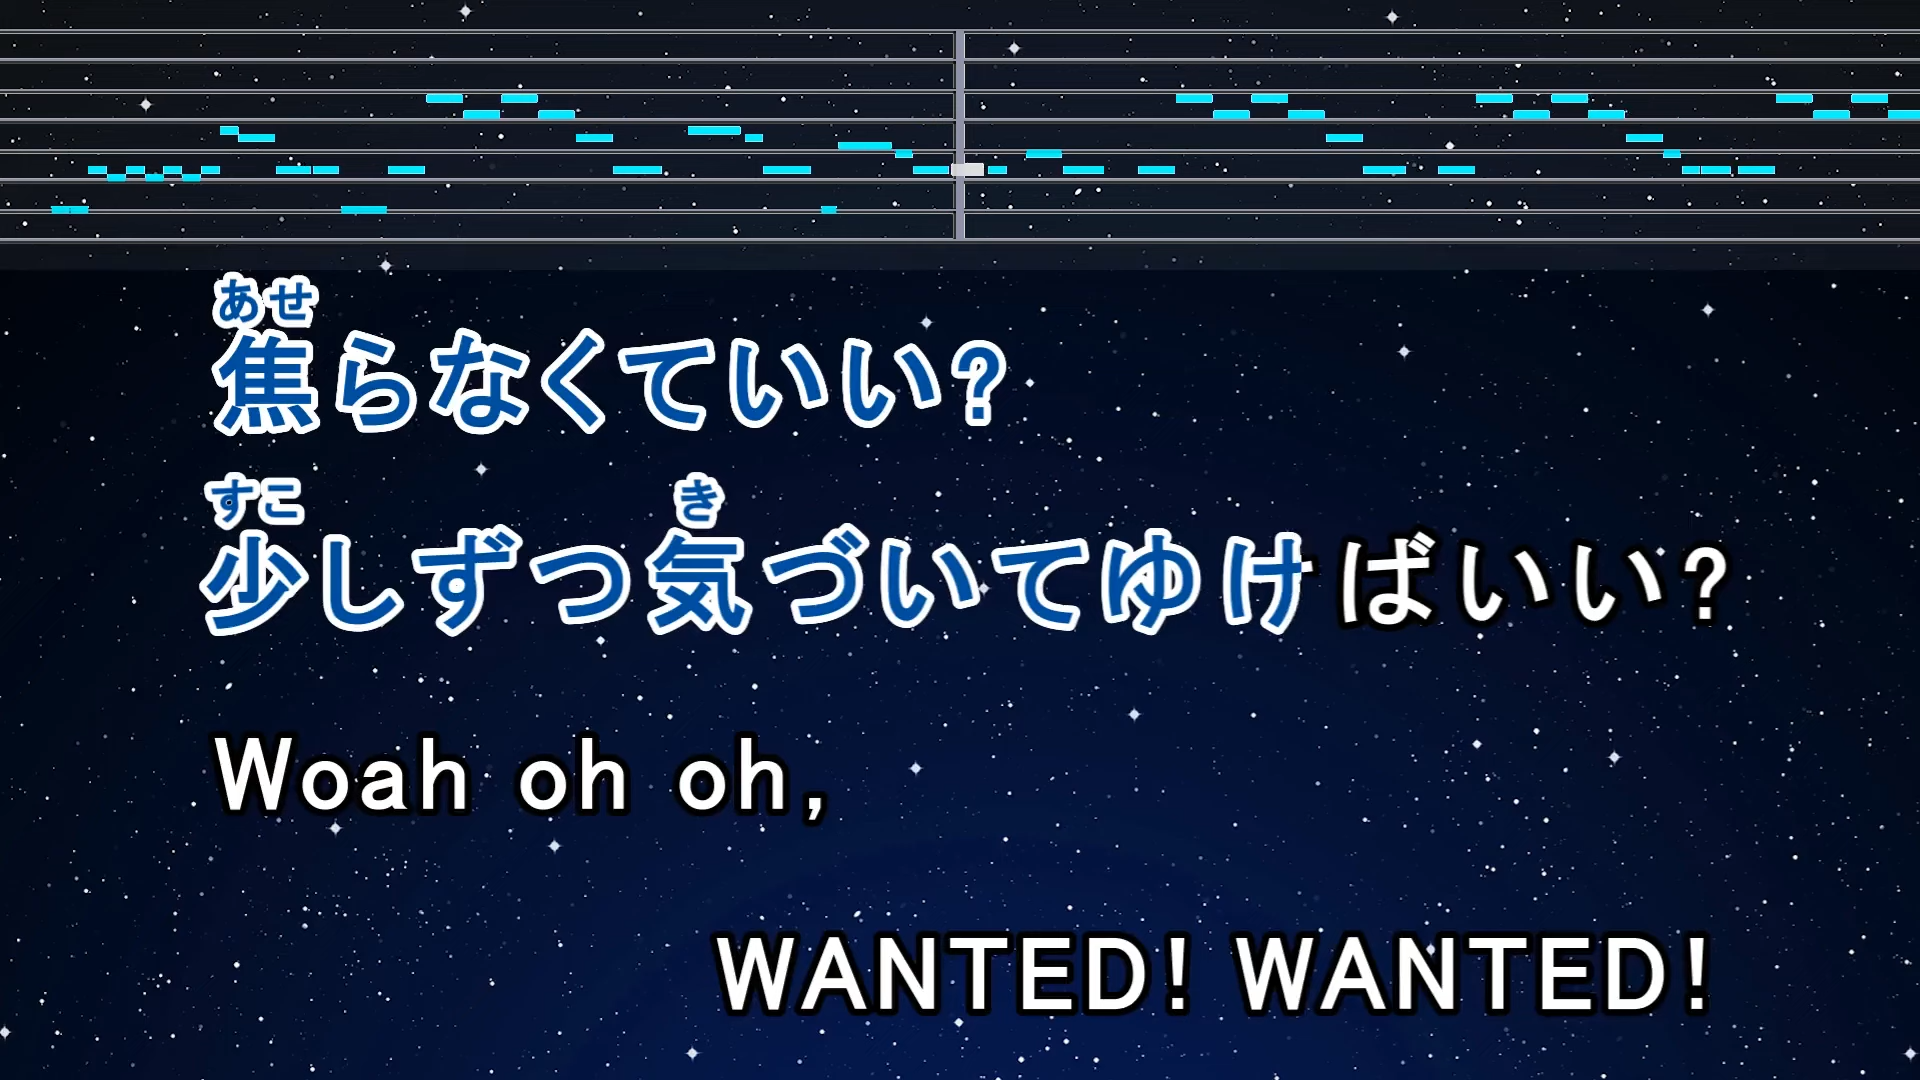 あせ
焦らなくていい?
すこ き
少しずつ気づいてゆけばいい?
Woah oh oh,
WANTED! WANTED!